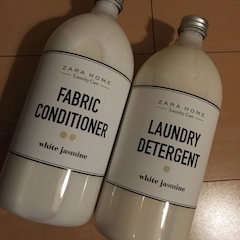 ZARA HOME
Laundry Care
FABRIC
CONDITIONER
white jasmine
ZARA HOME
Laundry Care
LAUNDRY
DETERGENT
white jasmine